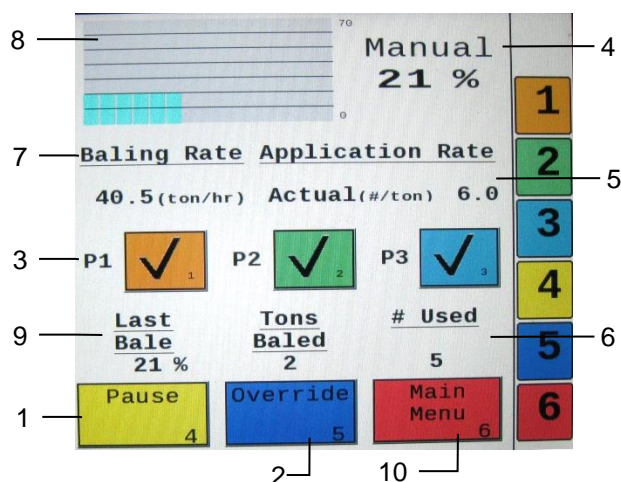 8
70
0
Manual
21 %
4
1
7
Baling Rate Application Rate
2
5
40.5(ton/hr) Actual(#/ton) 6.0
3
3
P1 1 P2 2 P3 3
4
9
Last Bale
Tons Baled
# Used
6
21 %
2
5
5
1
Pause 4
Override 5
Main Menu 6
6
2
10